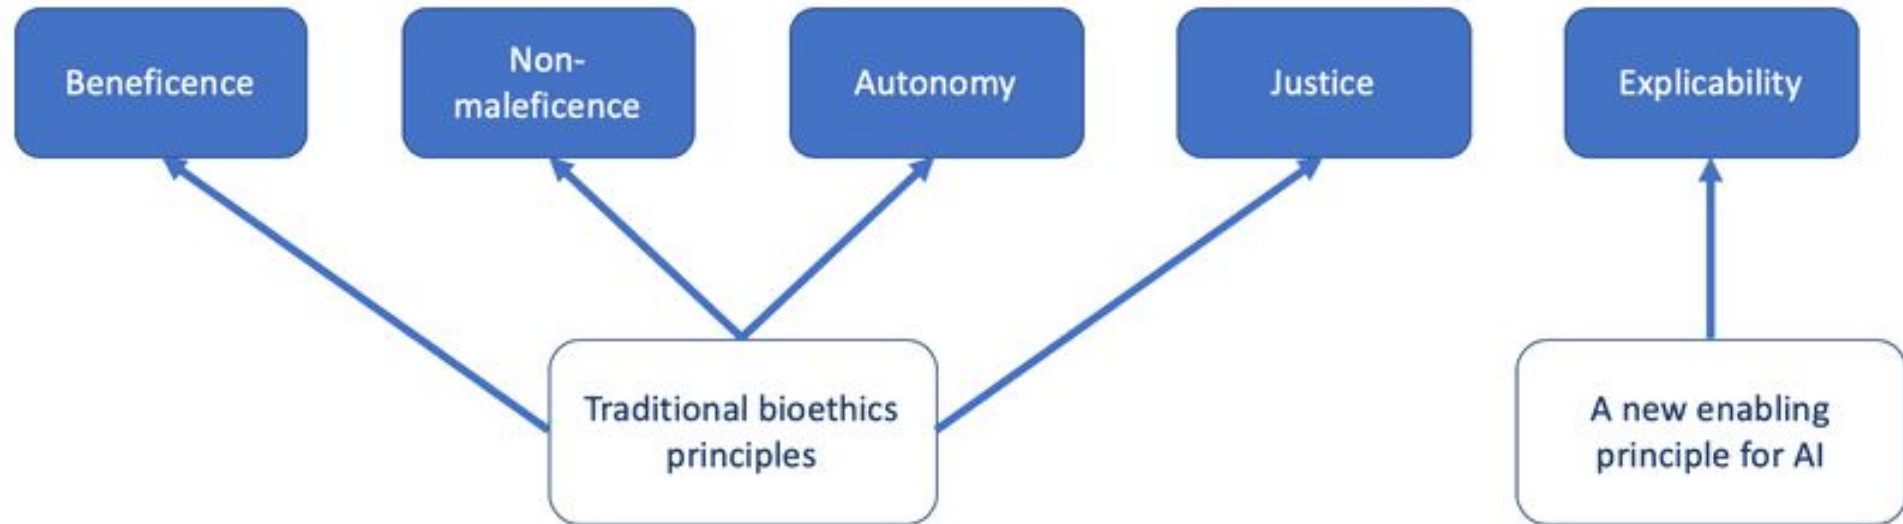 Beneficence
Non-
maleficence
Autonomy
Justice
Explicability
Traditional bioethics
principles
A new enabling
principle for AI